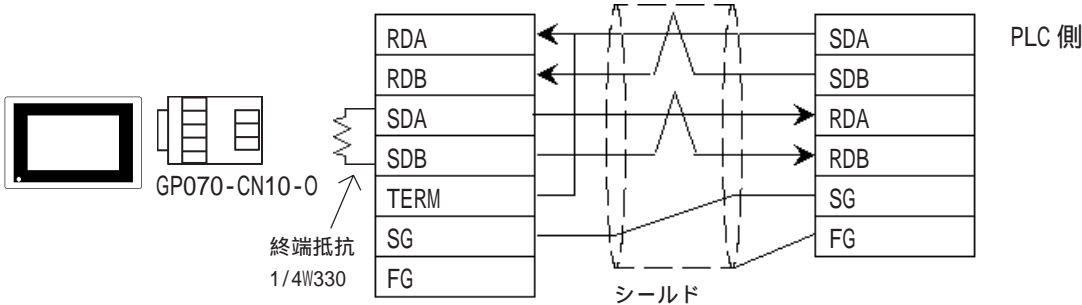 RDA
RDB
SDA
SDB
TERM
SG
FG
SDA
SDB
RDA
RDB
SG
FG
PLC 側
GP070-CN10-O
終端抵抗
1/4W330
シールド